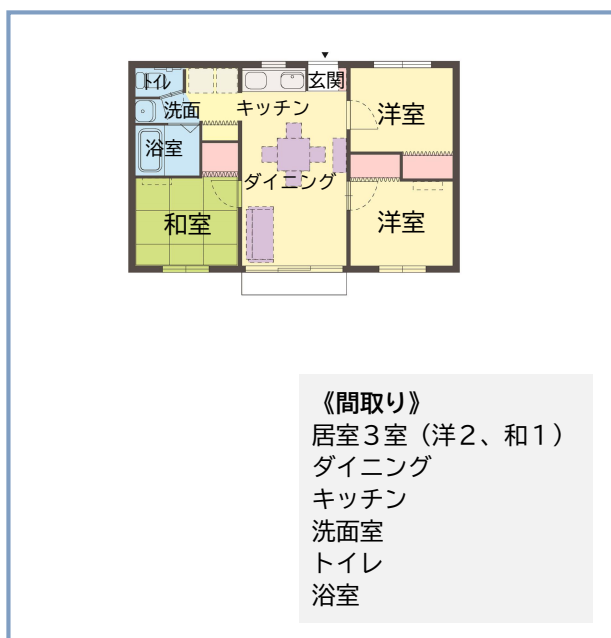 トイレ
玄関
洗面
キッチン
洋室
浴室
ダイニング
和室
洋室
《間取り》
居室３室（洋２、和１）
ダイニング
キッチン
洗面室
トイレ
浴室